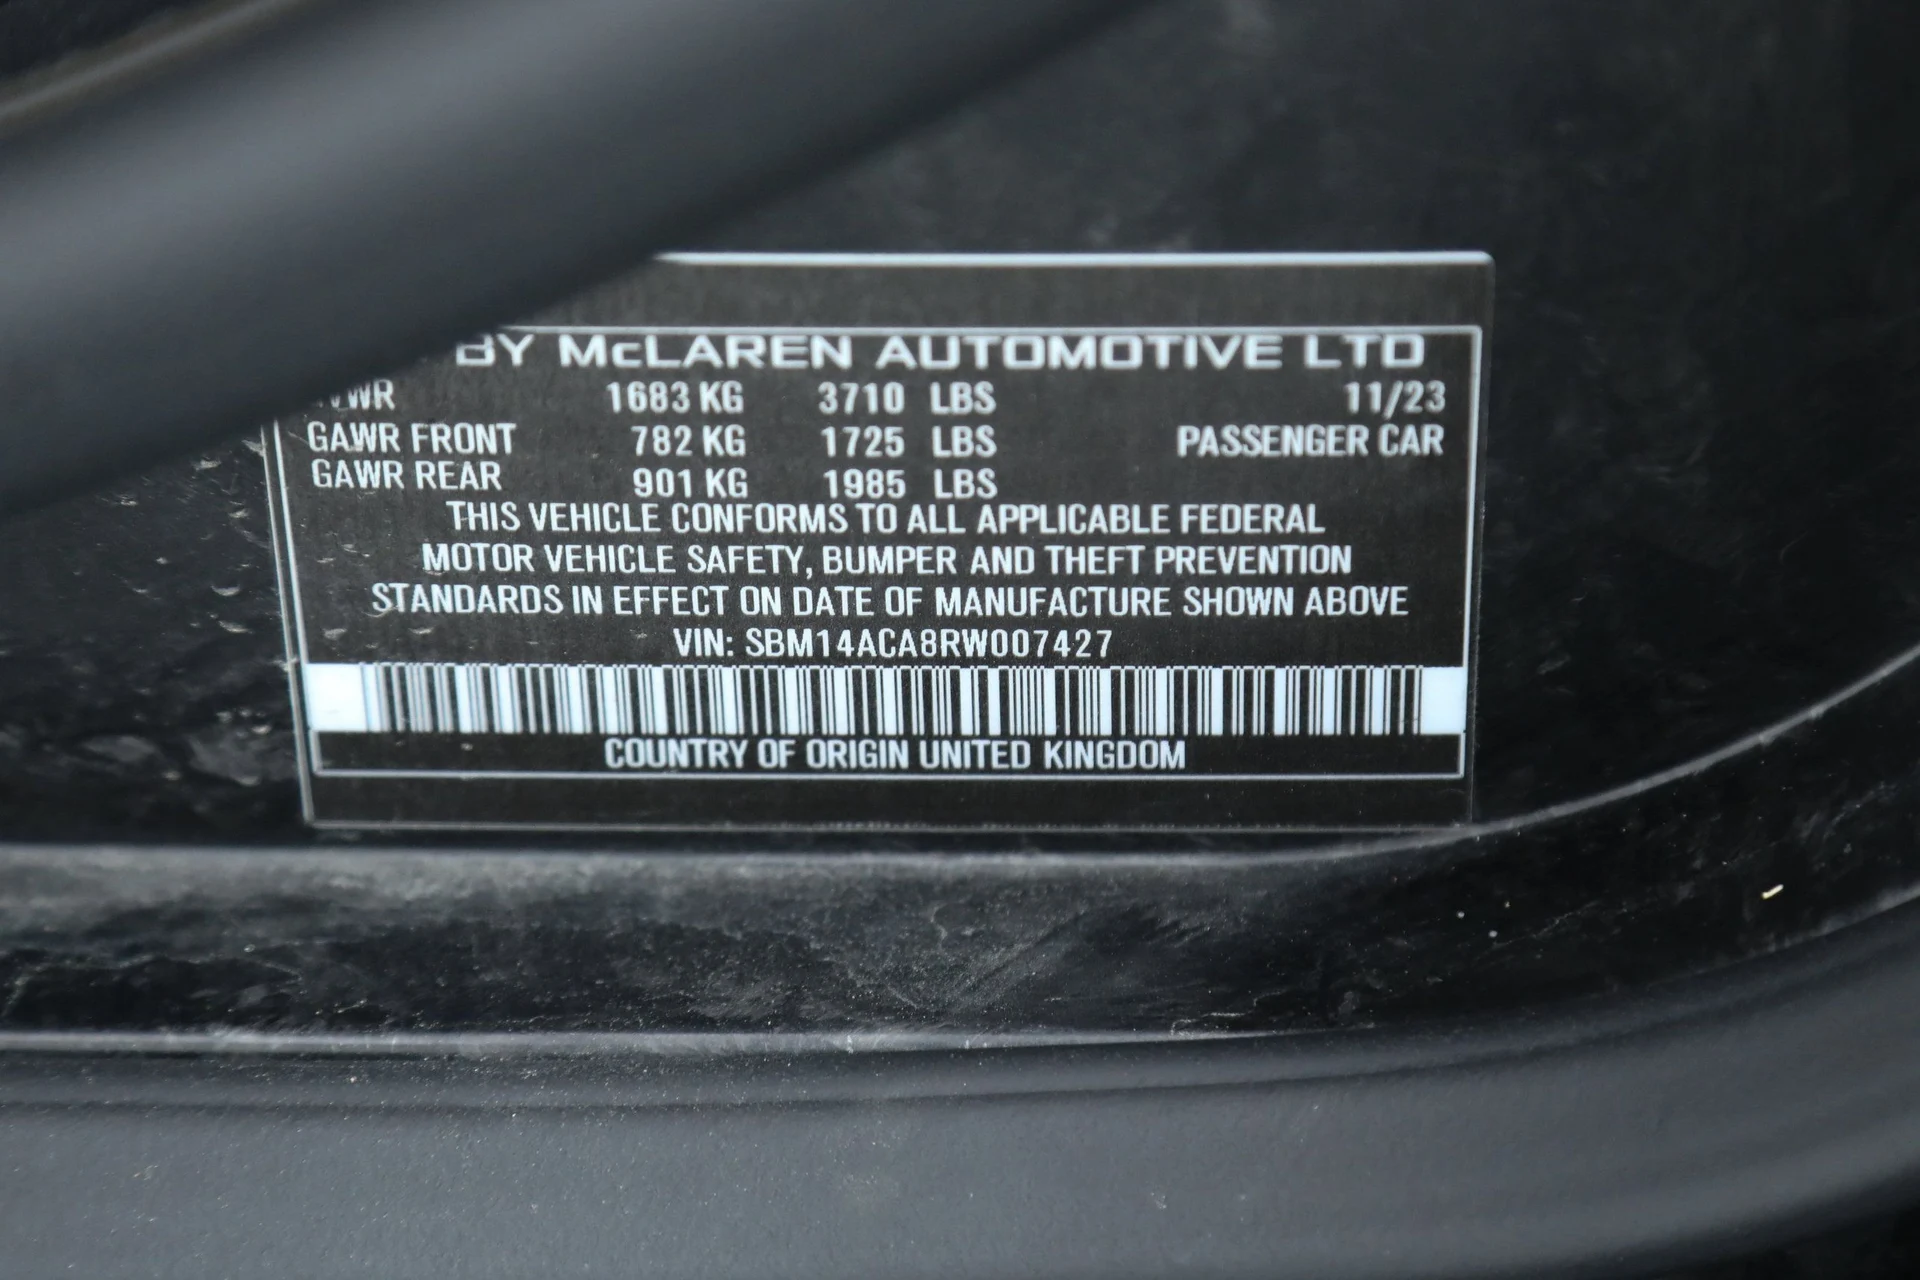 BY McLAREN AUTOMOTIVE LTD
GVWR 1683 KG 3710 LBS 11/23
GAWR FRONT 782 KG 1725 LBS PASSENGER CAR
GAWR REAR 901 KG 1985 LBS
THIS VEHICLE CONFORMS TO ALL APPLICABLE FEDERAL
MOTOR VEHICLE SAFETY, BUMPER AND THEFT PREVENTION
STANDARDS IN EFFECT ON DATE OF MANUFACTURE SHOWN ABOVE
VIN: SBM14ACA8RW007427
COUNTRY OF ORIGIN UNITED KINGDOM